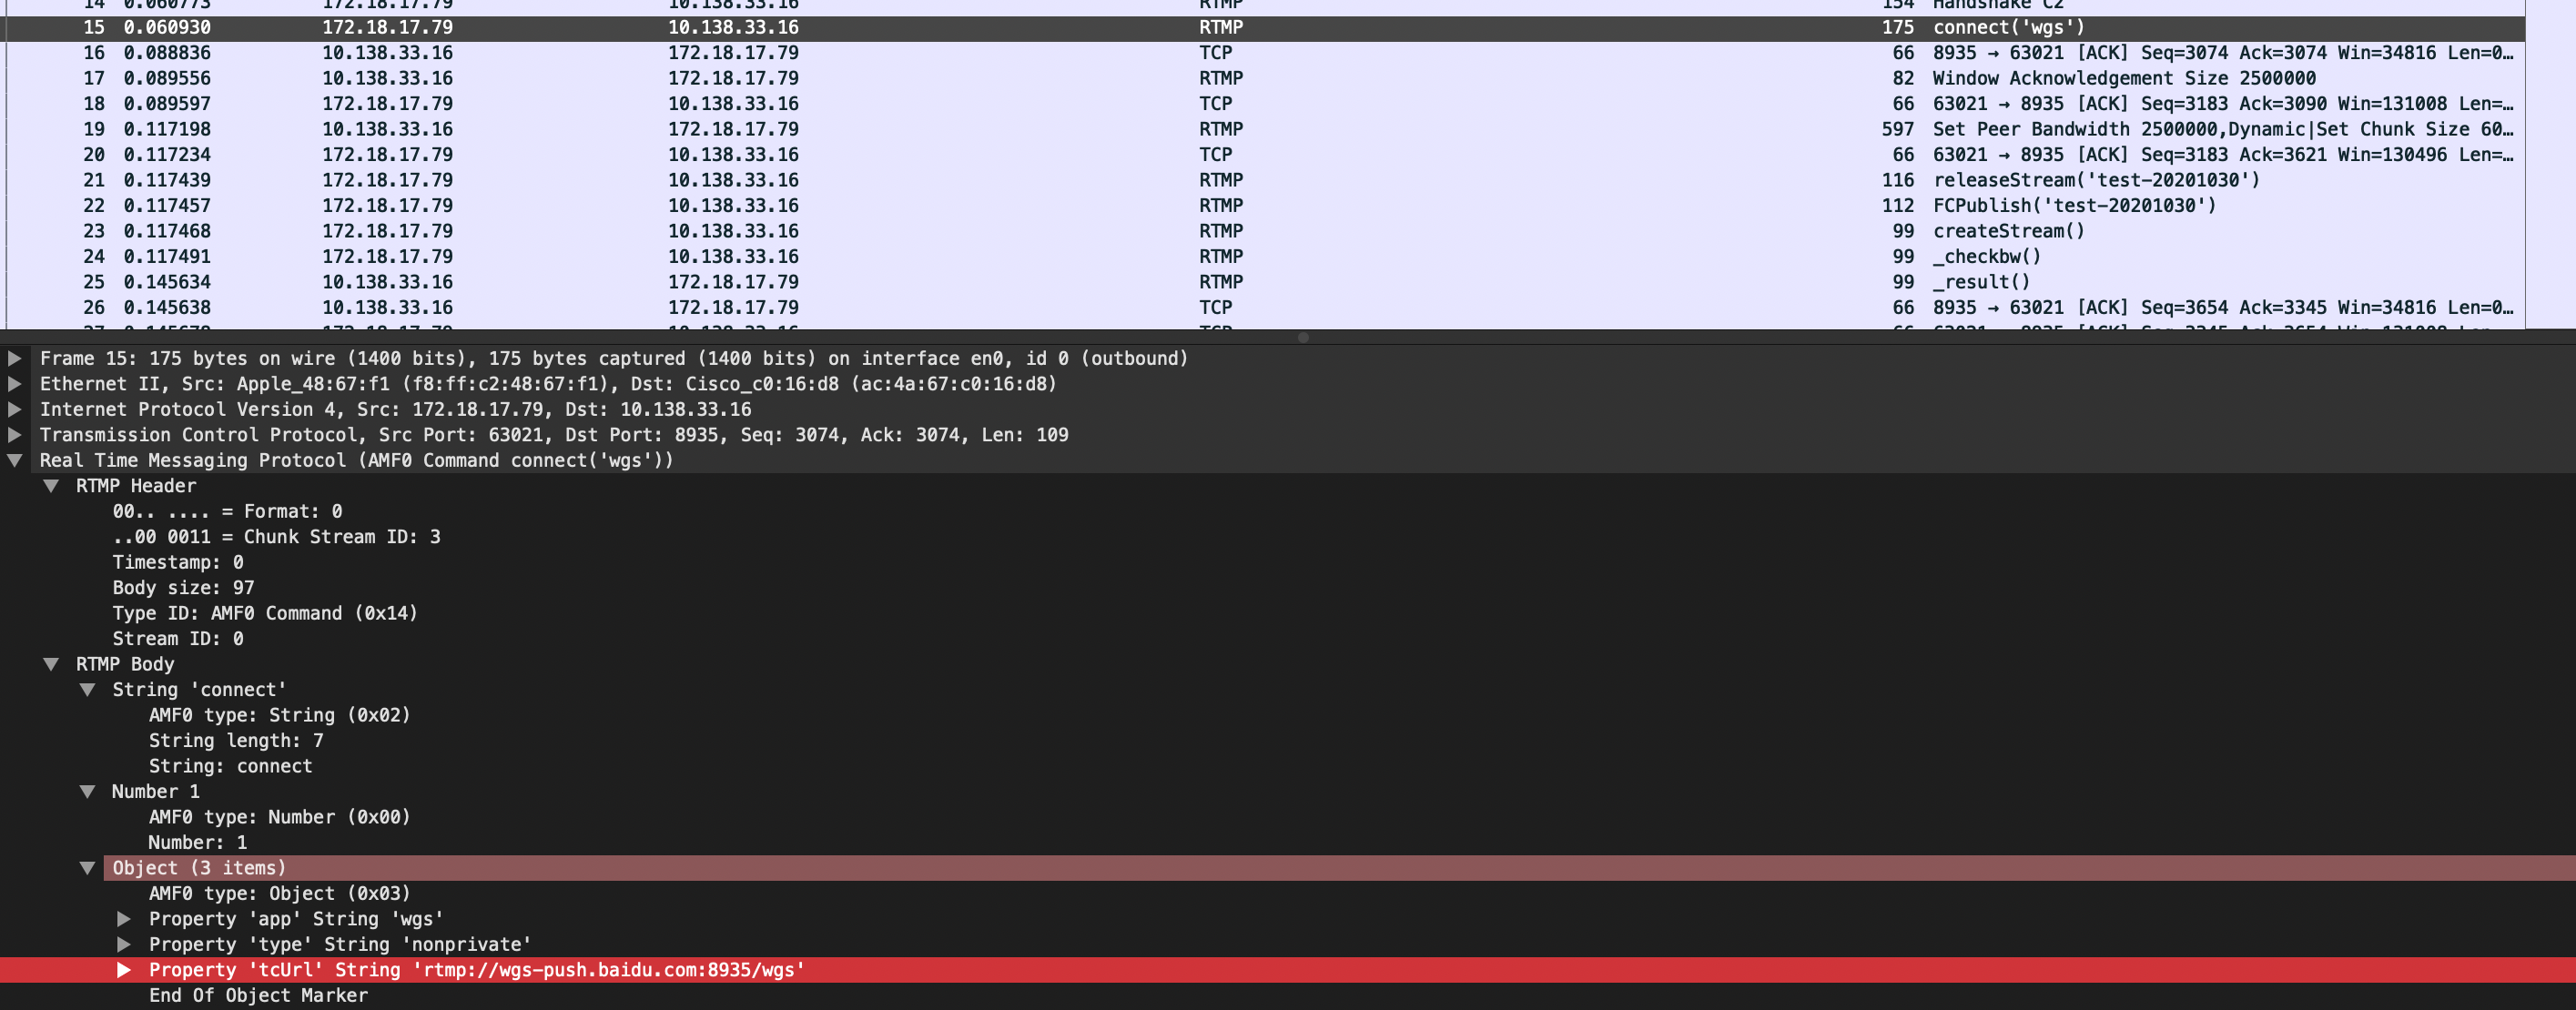 14 0.060773 172.18.17.79 10.138.33.16 RTMP 154 Handshake C2
15 0.060930 172.18.17.79 10.138.33.16 RTMP 175 connect('wgs')
16 0.088836 10.138.33.16 172.18.17.79 TCP 66 8935 → 63021 [ACK] Seq=3074 Ack=3074 Win=34816 Len=0…
17 0.089556 10.138.33.16 172.18.17.79 RTMP 82 Window Acknowledgement Size 2500000
18 0.089597 172.18.17.79 10.138.33.16 TCP 66 63021 → 8935 [ACK] Seq=3183 Ack=3090 Win=131008 Len=…
19 0.117198 10.138.33.16 172.18.17.79 RTMP 597 Set Peer Bandwidth 2500000,Dynamic|Set Chunk Size 60…
20 0.117234 172.18.17.79 10.138.33.16 TCP 66 63021 → 8935 [ACK] Seq=3183 Ack=3621 Win=130496 Len=…
21 0.117439 172.18.17.79 10.138.33.16 RTMP 116 releaseStream('test-20201030')
22 0.117457 172.18.17.79 10.138.33.16 RTMP 112 FCPublish('test-20201030')
23 0.117468 172.18.17.79 10.138.33.16 RTMP 99 createStream()
24 0.117491 172.18.17.79 10.138.33.16 RTMP 99 _checkbw()
25 0.145634 10.138.33.16 172.18.17.79 RTMP 99 _result()
26 0.145638 10.138.33.16 172.18.17.79 TCP 66 8935 → 63021 [ACK] Seq=3654 Ack=3345 Win=34816 Len=0…
27 172.18.17.79 10.138.33.16 TCP 66 63021 → 8935 [ACK] Seq=3345 Ack=3654 Win=131008
Frame 15: 175 bytes on wire (1400 bits), 175 bytes captured (1400 bits) on interface en0, id 0 (outbound)
Ethernet II, Src: Apple_48:67:f1 (f8:ff:c2:48:67:f1), Dst: Cisco_c0:16:d8 (ac:4a:67:c0:16:d8)
Internet Protocol Version 4, Src: 172.18.17.79, Dst: 10.138.33.16
Transmission Control Protocol, Src Port: 63021, Dst Port: 8935, Seq: 3074, Ack: 3074, Len: 109
Real Time Messaging Protocol (AMF0 Command connect('wgs'))
RTMP Header
00.. .... = Format: 0
..00 0011 = Chunk Stream ID: 3
Timestamp: 0
Body size: 97
Type ID: AMF0 Command (0x14)
Stream ID: 0
RTMP Body
String 'connect'
AMF0 type: String (0x02)
String length: 7
String: connect
Number 1
AMF0 type: Number (0x00)
Number: 1
Object (3 items)
AMF0 type: Object (0x03)
Property 'app' String 'wgs'
Property 'type' String 'nonprivate'
Property 'tcUrl' String 'rtmp://wgs-push.baidu.com:8935/wgs'
End Of Object Marker